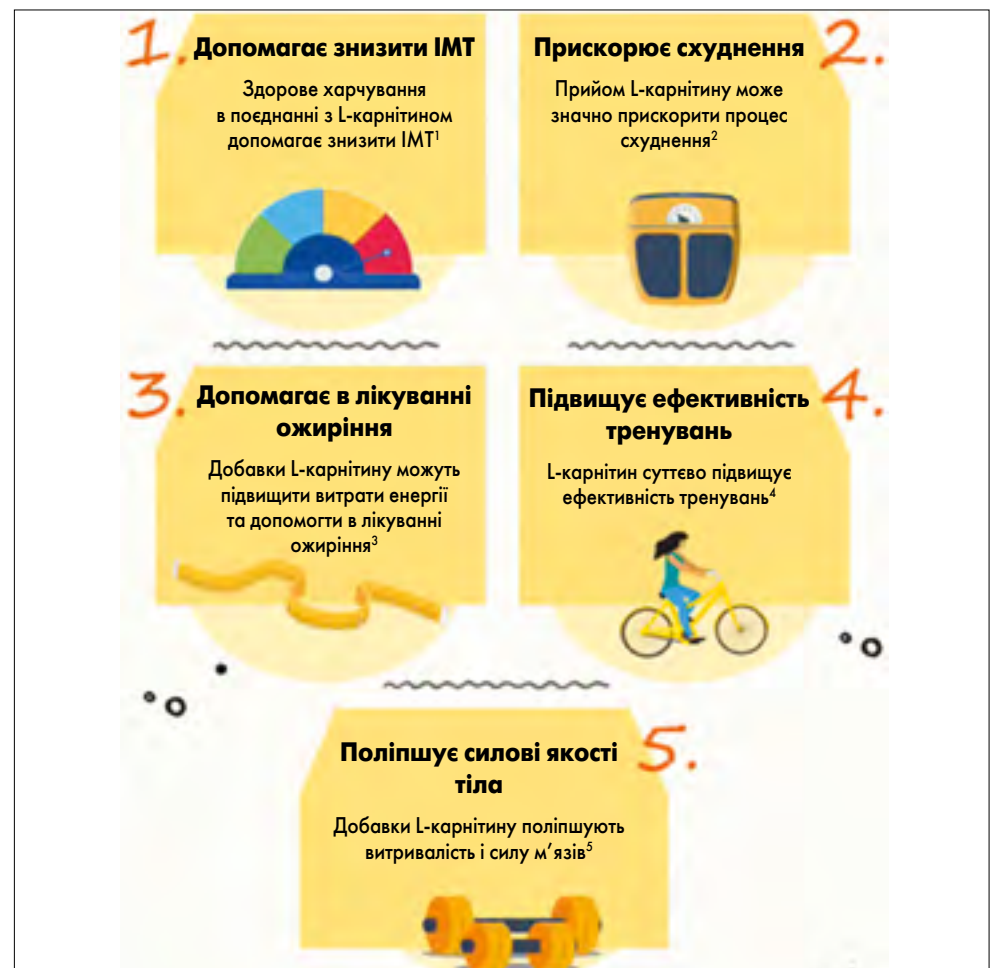 1.
Допомагає знизити ІМТ
Здорове харчування
в поєднанні з L-карнітином
допомагає знизити ІМТ¹
2.
Прискорює схуднення
Прийом L-карнітину може
значно прискорити процес
схуднення²
3.
Допомагає в лікуванні
ожиріння
Добавки L-карнітину можуть
підвищити витрати енергії
та допомогти в лікуванні
ожиріння³
4.
Підвищує ефективність
тренувань
L-карнітин суттєво підвищує
ефективність тренувань⁴
5.
Поліпшує силові якості
тіла
Добавки L-карнітину поліпшують
витривалість і силу м’язів⁵